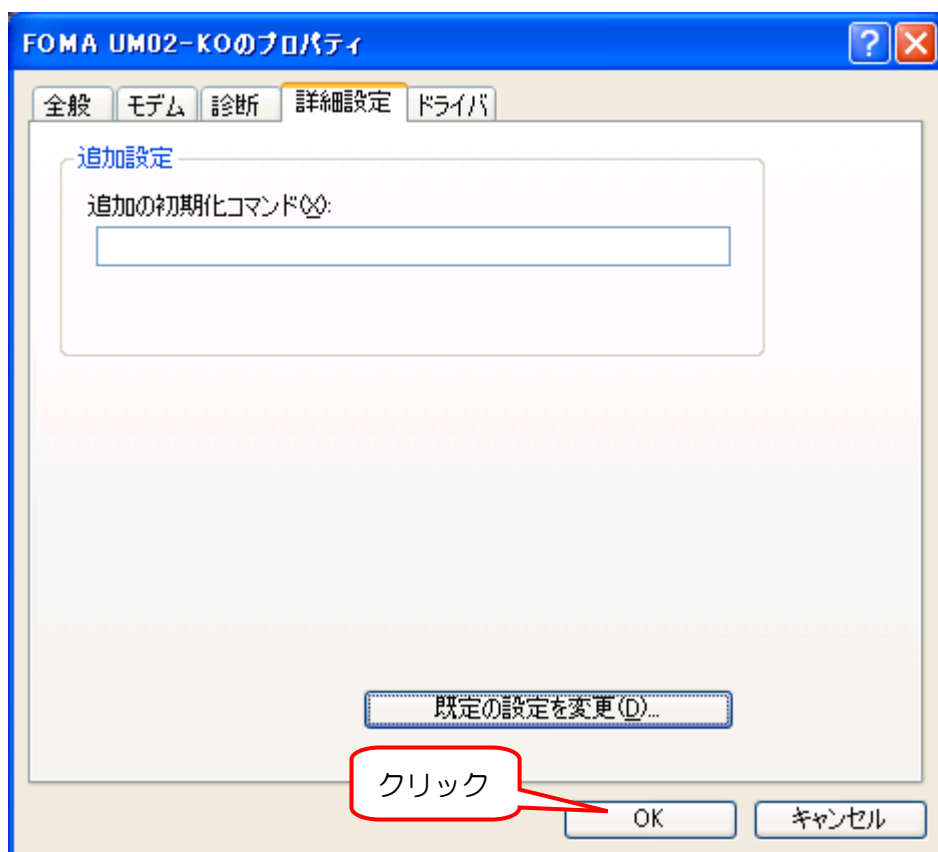 FOMA UM02-KOのプロパティ
全般 モデム 診断 詳細設定 ドライバ
追加設定
追加の初期化コマンド(X):
既定の設定を変更(D)...
クリック
OK キャンセル